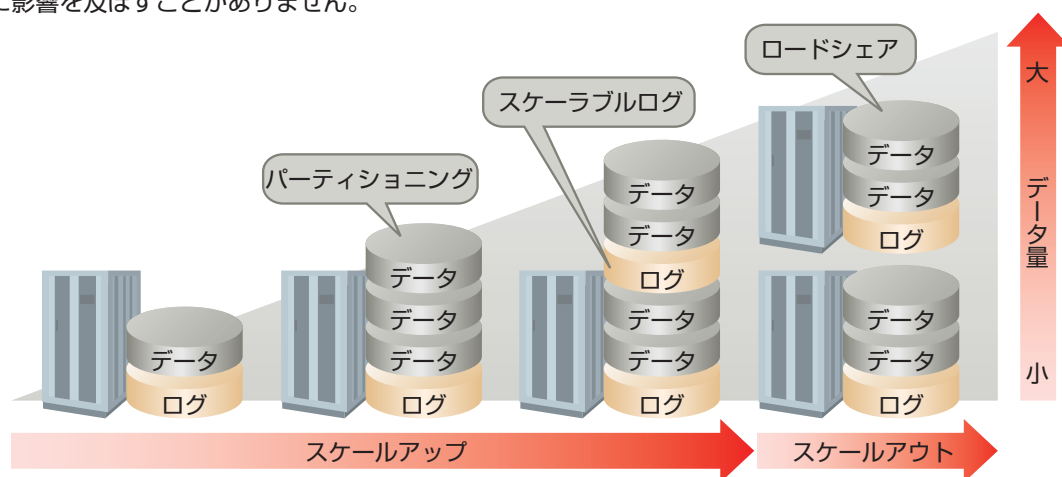 に影響を及ぼすことがありません。
ロードシェア
大
スケーラブルログ
パーティショニング
データ
データ
ログ
データ量
データ
データ
ログ
データ
データ
データ
ログ
データ
データ
ログ
データ
データ
ログ
データ
データ
ログ
小
スケールアップ
スケールアウト